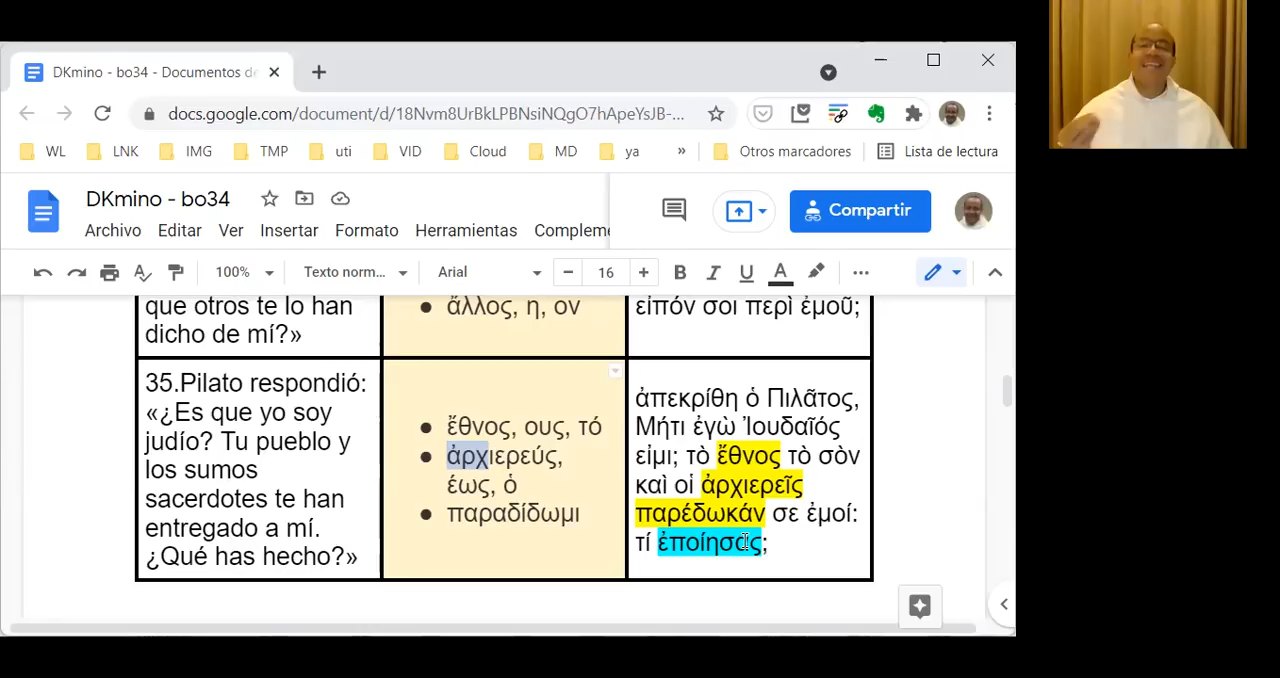 DKmino - bo34 - Documentos de
docs.google.com/document/d/18Nvm8UrBkLPBNsiNQgO7hApeYsJB-...
WL LNK IMG TMP uti VID Cloud MD ya » Otros marcadores Lista de lectura
DKmino - bo34
Compartir
Archivo Editar Ver Insertar Formato Herramientas Compleme
100% Texto norm... Arial 16 B I U A
que otros te lo han
dicho de mí?»
ἄλλος, η, ον
εἶπόν σοι περὶ ἐμοῦ;
35.Pilato respondió:
«¿Es que yo soy
judío? Tu pueblo y
los sumos
sacerdotes te han
entregado a mí.
¿Qué has hecho?»
ἔθνος, ους, τό
ἀρχιερεύς,
έως, ὁ
παραδίδωμι
ἀπεκρίθη ὁ Πιλᾶτος,
Μήτι ἐγὼ Ἰουδαῖός
εἰμι; τὸ ἔθνος τὸ σὸν
καὶ οἱ ἀρχιερεῖς
παρέδωκάν σε ἐμοί:
τί ἐποίησας;